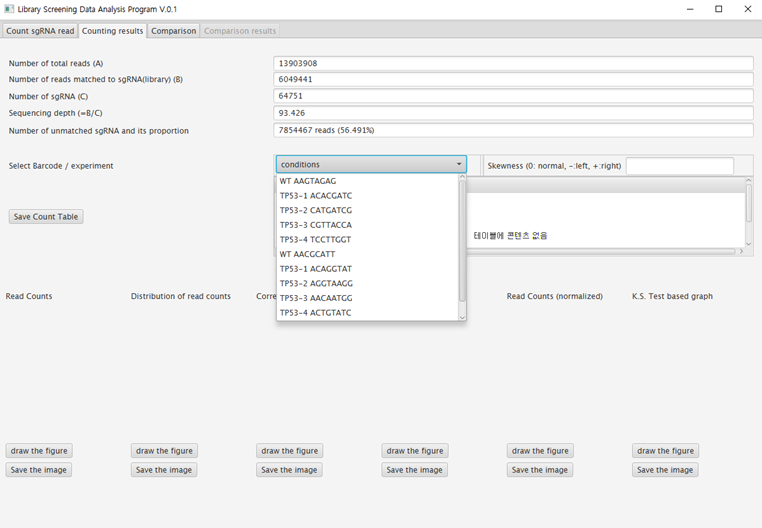 Library Screening Data Analysis Program V.0.1
Count sgRNA read Counting results Comparison Comparison results
Number of total reads (A) 13903908
Number of reads matched to sgRNA(library) (B) 6049441
Number of sgRNA (C) 64751
Sequencing depth (=B/C) 93.426
Number of unmatched sgRNA and its proportion 7854467 reads (56.491%)
Select Barcode / experiment conditions Skewness (0: normal, -:left, +:right)
WT AAGTAGAG
TP53-1 ACACGATC
TP53-2 CATGATCG
Save Count Table
TP53-3 CGTTACCA
TP53-4 TCCTTGGT 테이블에 콘텐츠 없음
WT AACGCATT
TP53-1 ACAGGTAT
TP53-2 AGGTAAGG
TP53-3 AACAATGG
TP53-4 ACTGTATC
Read Counts Distribution of read counts Corre Read Counts (normalized) K.S. Test based graph
draw the figure draw the figure draw the figure draw the figure draw the figure draw the figure
Save the image Save the image Save the image Save the image Save the image Save the image